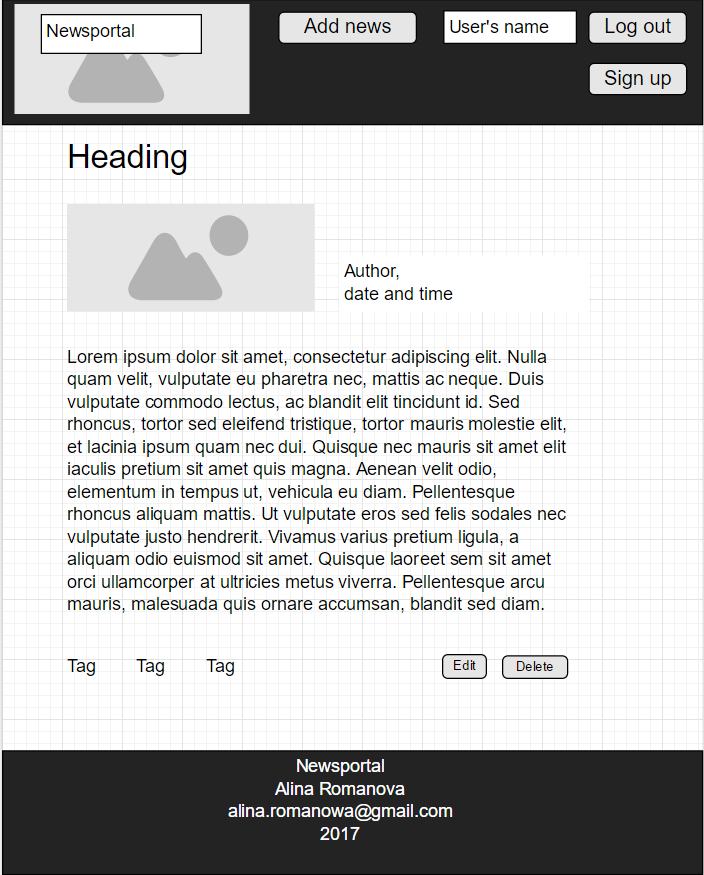 Newsportal
Add news
User's name
Log out
Sign up
Heading
Author,
date and time
Lorem ipsum dolor sit amet, consectetur adipiscing elit. Nulla
quam velit, vulputate eu pharetra nec, mattis ac neque. Duis
vulputate commodo lectus, ac blandit elit tincidunt id. Sed
rhoncus, tortor sed eleifend tristique, tortor mauris molestie elit,
et lacinia ipsum quam nec dui. Quisque nec mauris sit amet elit
iaculis pretium sit amet quis magna. Aenean velit odio,
elementum in tempus ut, vehicula eu diam. Pellentesque
rhoncus aliquam mattis. Ut vulputate eros sed felis sodales nec
vulputate justo hendrerit. Vivamus varius pretium ligula, a
aliquam odio euismod sit amet. Quisque laoreet sem sit amet
orci ullamcorper at ultricies metus viverra. Pellentesque arcu
mauris, malesuada quis ornare accumsan, blandit sed diam.
Tag Tag Tag
Edit Delete
Newsportal
Alina Romanova
alina.romanowa@gmail.com
2017